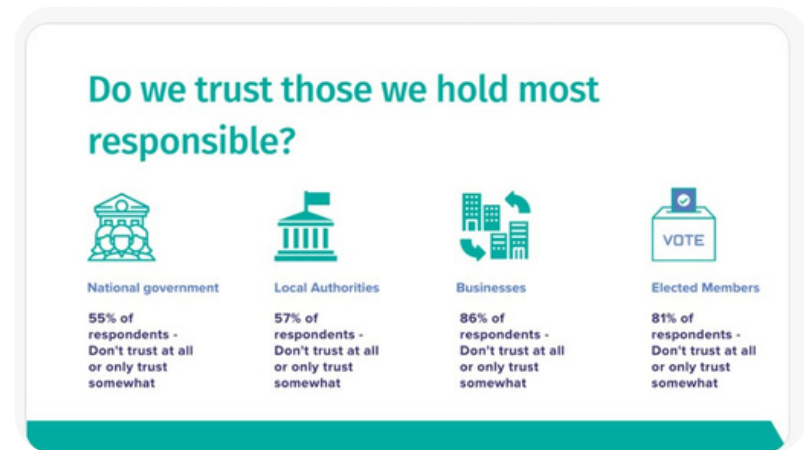 Do we trust those we hold most
responsible?
VOTE
National government
55% of
respondents -
Don't trust at all
or only trust
somewhat
Local Authorities
57% of
respondents -
Don't trust at all
or only trust
somewhat
Businesses
86% of
respondents -
Don't trust at all
or only trust
somewhat
Elected Members
81% of
respondents -
Don't trust at all
or only trust
somewhat